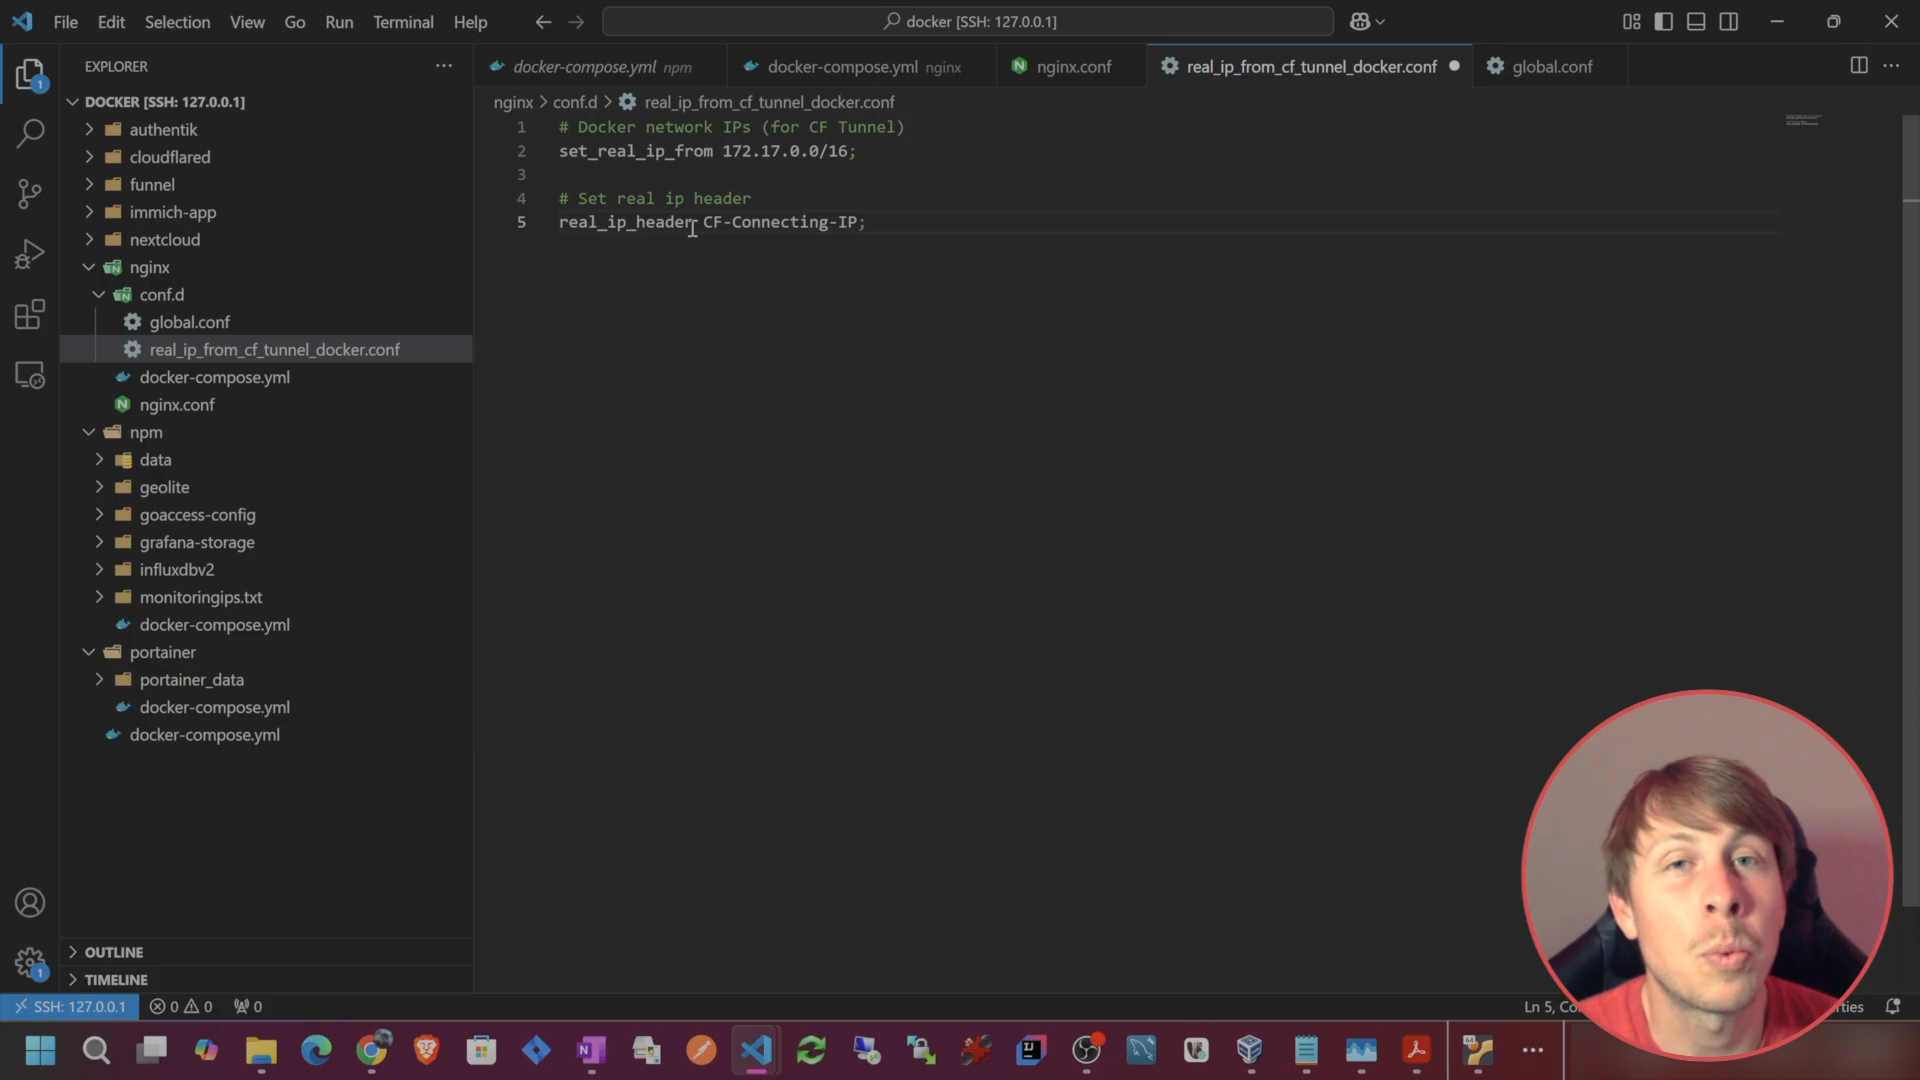 File Edit Selection View Go Run Terminal Help
docker [SSH: 127.0.0.1]
EXPLORER
DOCKER [SSH: 127.0.0.1]
authentik
cloudflared
funnel
immich-app
nextcloud
nginx
conf.d
global.conf
real_ip_from_cf_tunnel_docker.conf
docker-compose.yml
nginx.conf
npm
data
geolite
goaccess-config
grafana-storage
influxdbv2
monitoringips.txt
docker-compose.yml
portainer
portainer_data
docker-compose.yml
docker-compose.yml
OUTLINE
TIMELINE
docker-compose.yml npm
docker-compose.yml nginx
nginx.conf
real_ip_from_cf_tunnel_docker.conf
global.conf
nginx > conf.d > real_ip_from_cf_tunnel_docker.conf
1 # Docker network IPs (for CF Tunnel)
2 set_real_ip_from 172.17.0.0/16;
3
4 # Set real ip header
5 real_ip_header CF-Connecting-IP;
1
1
SSH: 127.0.0.1 0 0 0
Ln 5,
64